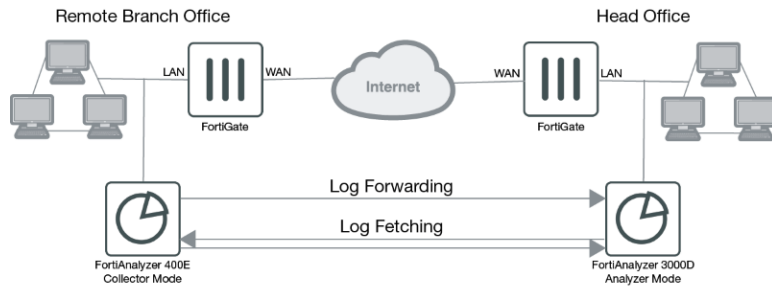 Remote Branch Office
Head Office
LAN
WAN
Internet
WAN
LAN
FortiGate
FortiGate
Log Forwarding
Log Fetching
FortiAnalyzer 400E
Collector Mode
FortiAnalyzer 3000D
Analyzer Mode